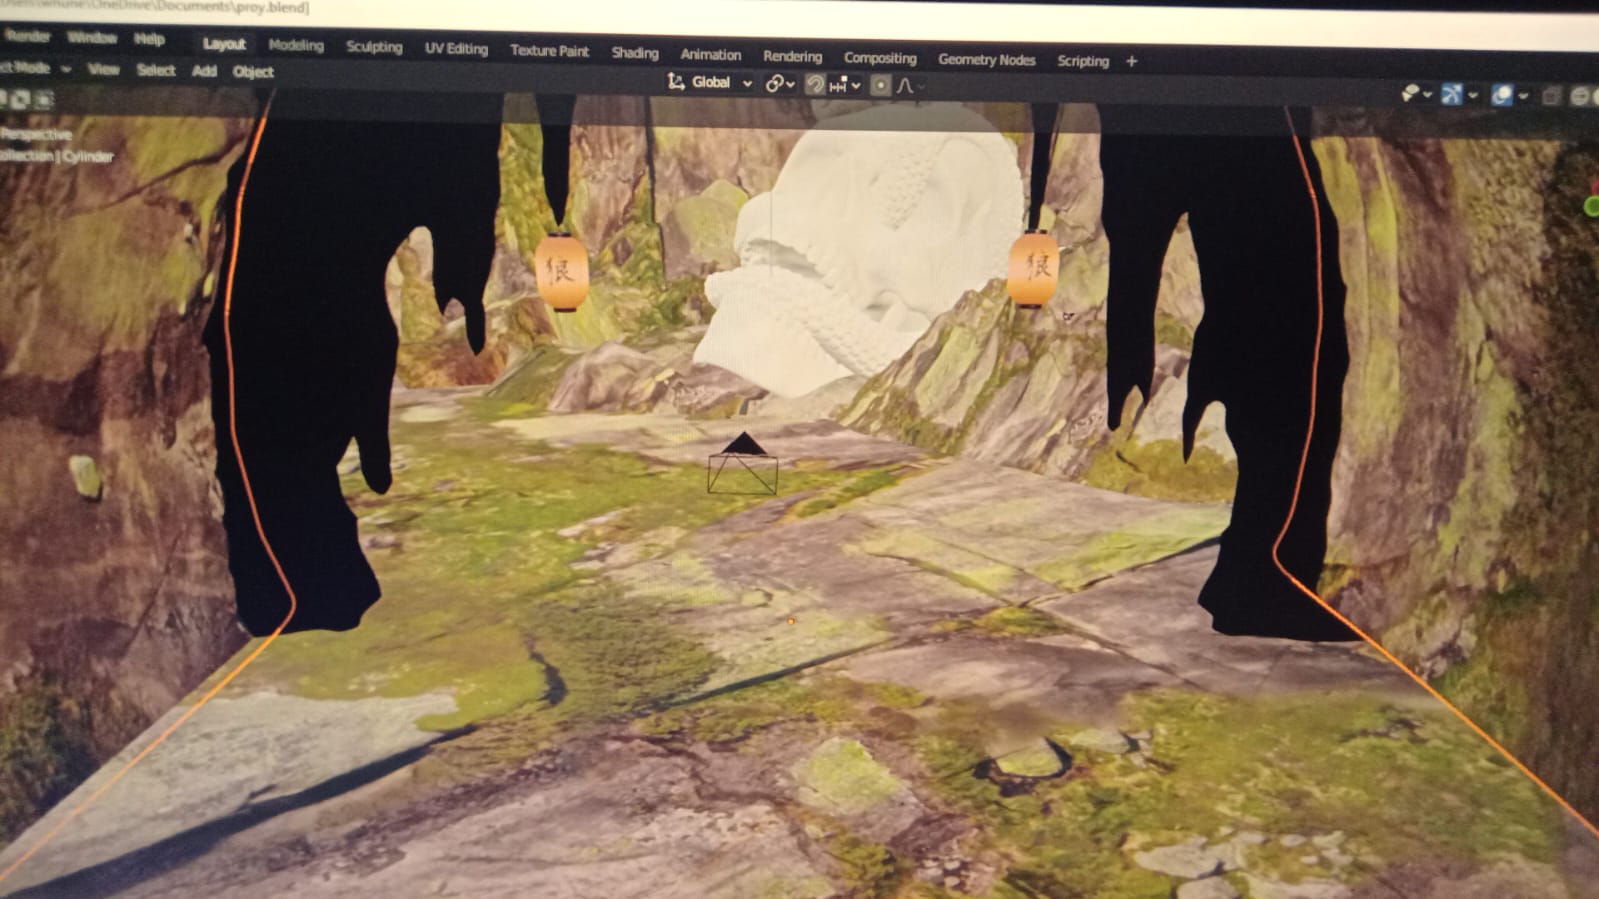 \OneDrive\Documents\proy.blend]
Render Window Help Layout Modeling Sculpting UV Editing Texture Paint Shading Animation Rendering Compositing Geometry Nodes Scripting +
ct Mode View Select Add Object Global
Perspective
ollection | Cylinder
狼 狼